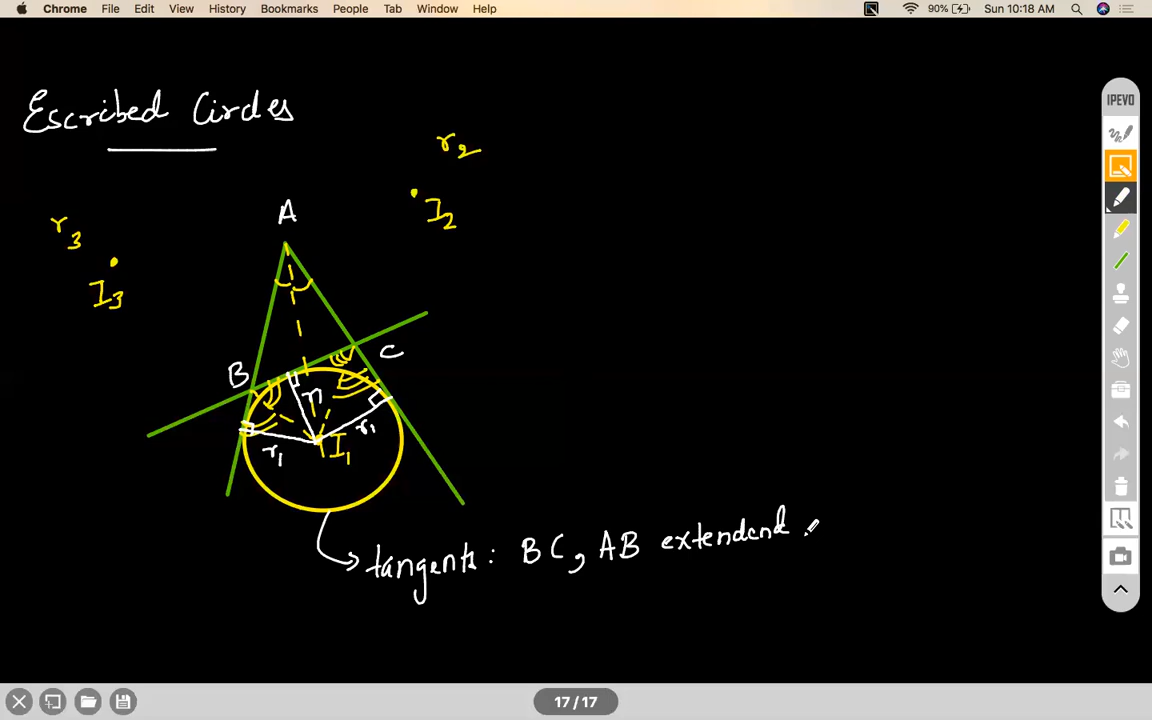 Chrome File Edit View History Bookmarks People Tab Window Help 90% Sun 10:18 AM
IPEVO
Escribed Circles
r2
I2
A
r3
I3
B
C
r1
r1
r1
I1
tangents : BC, AB extendend
17 / 17